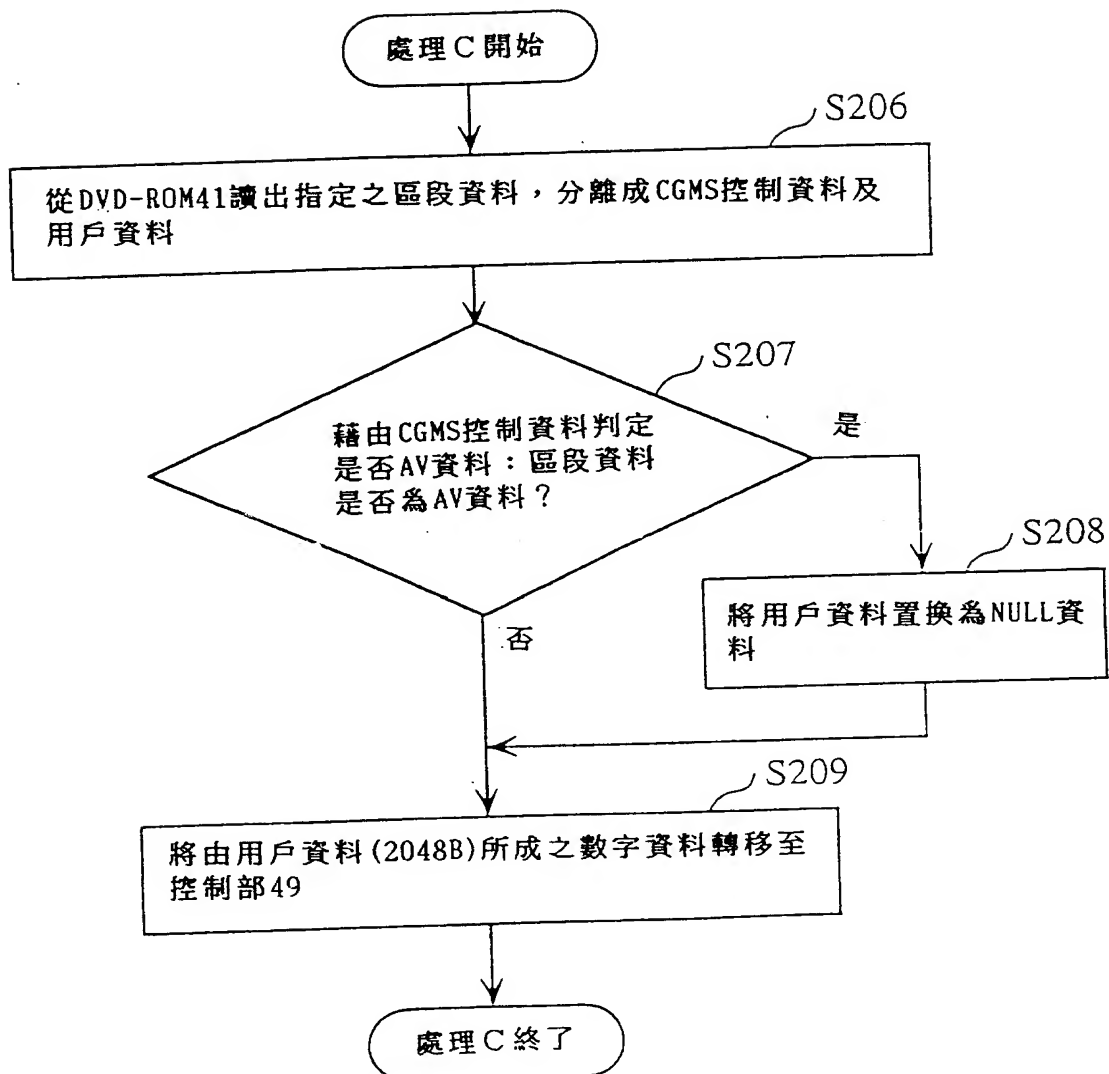 處理C開始
S206
從DVD-ROM41讀出指定之區段資料，分離成CGMS控制資料及
用戶資料
S207
藉由CGMS控制資料判定
是否AV資料：區段資料
是否為AV資料？
是
S208
將用戶資料置換為NULL資
料
否
S209
將由用戶資料(2048B)所成之數字資料轉移至
控制部49
處理C終了